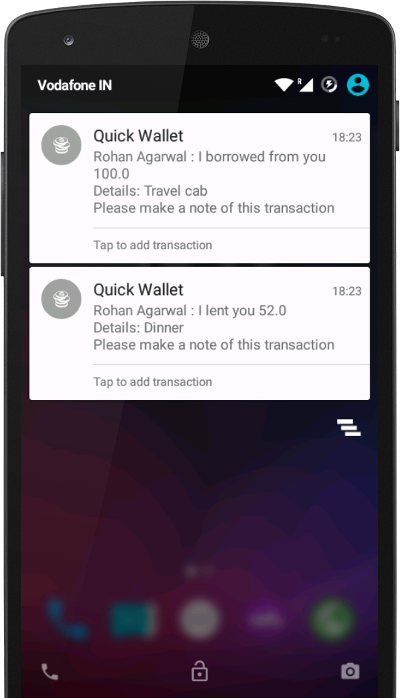 Vodafone IN
R
Quick Wallet 18:23
Rohan Agarwal : I borrowed from you
100.0
Details: Travel cab
Please make a note of this transaction
Tap to add transaction
Quick Wallet 18:23
Rohan Agarwal : I lent you 52.0
Details: Dinner
Please make a note of this transaction
Tap to add transaction